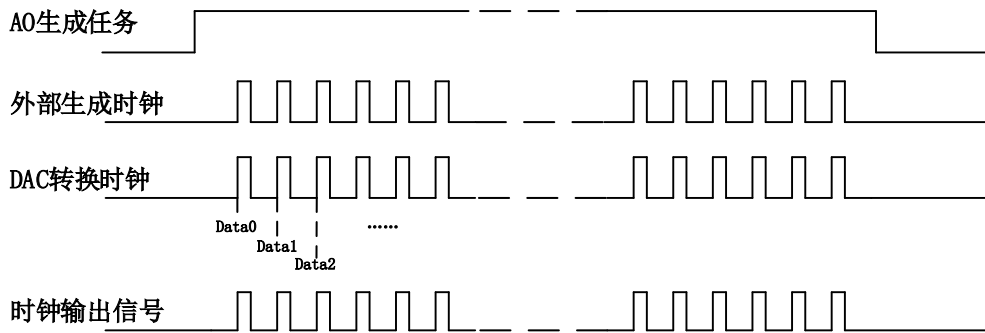 AO生成任务
外部生成时钟
DAC转换时钟
Data0
Data1
Data2
……
时钟输出信号